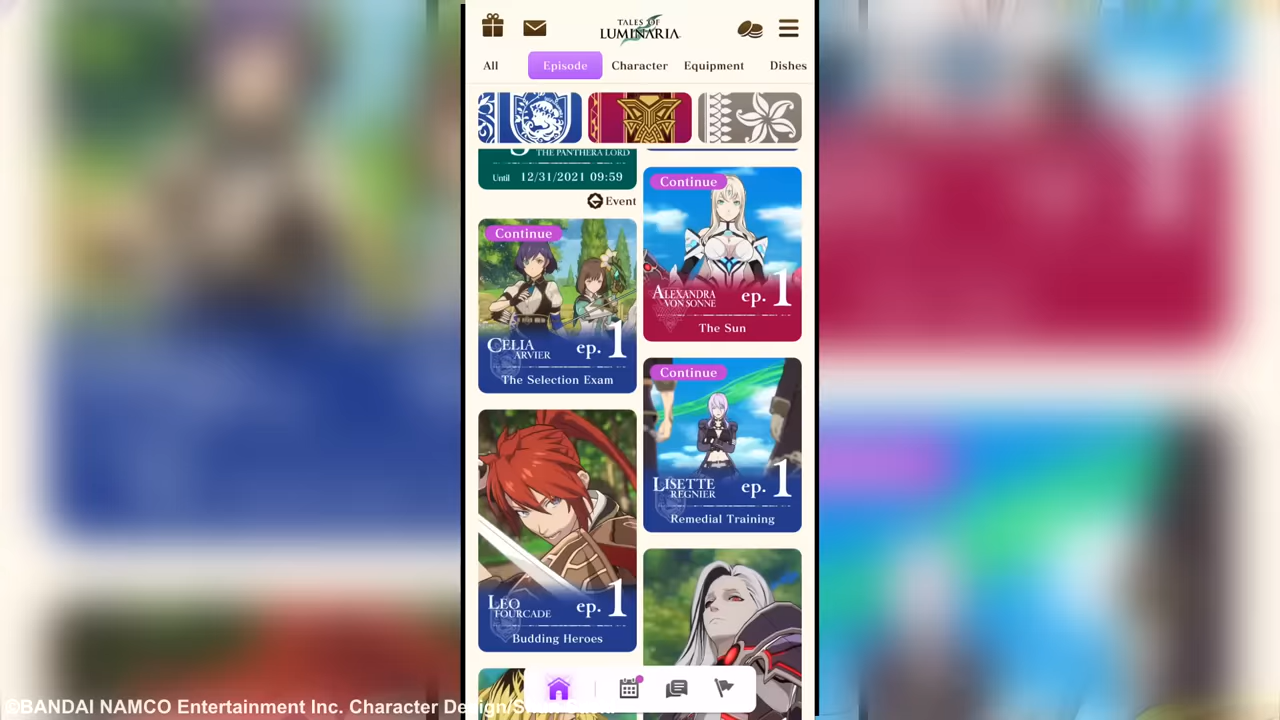 TALES OF
LUMINARIA
All
Episode
Character
Equipment
Dishes
THE PANTHERA LORD
Until 12/31/2021 09:59
Event
Continue
CELIA
ARVIER
ep. 1
The Selection Exam
Continue
ALEXANDRA
VON SONNE
ep. 1
The Sun
LEO
FOURCADE
ep. 1
Budding Heroes
Continue
LISETTE
REGNIER
ep. 1
Remedial Training
©BANDAI NAMCO Entertainment Inc. Character Design/